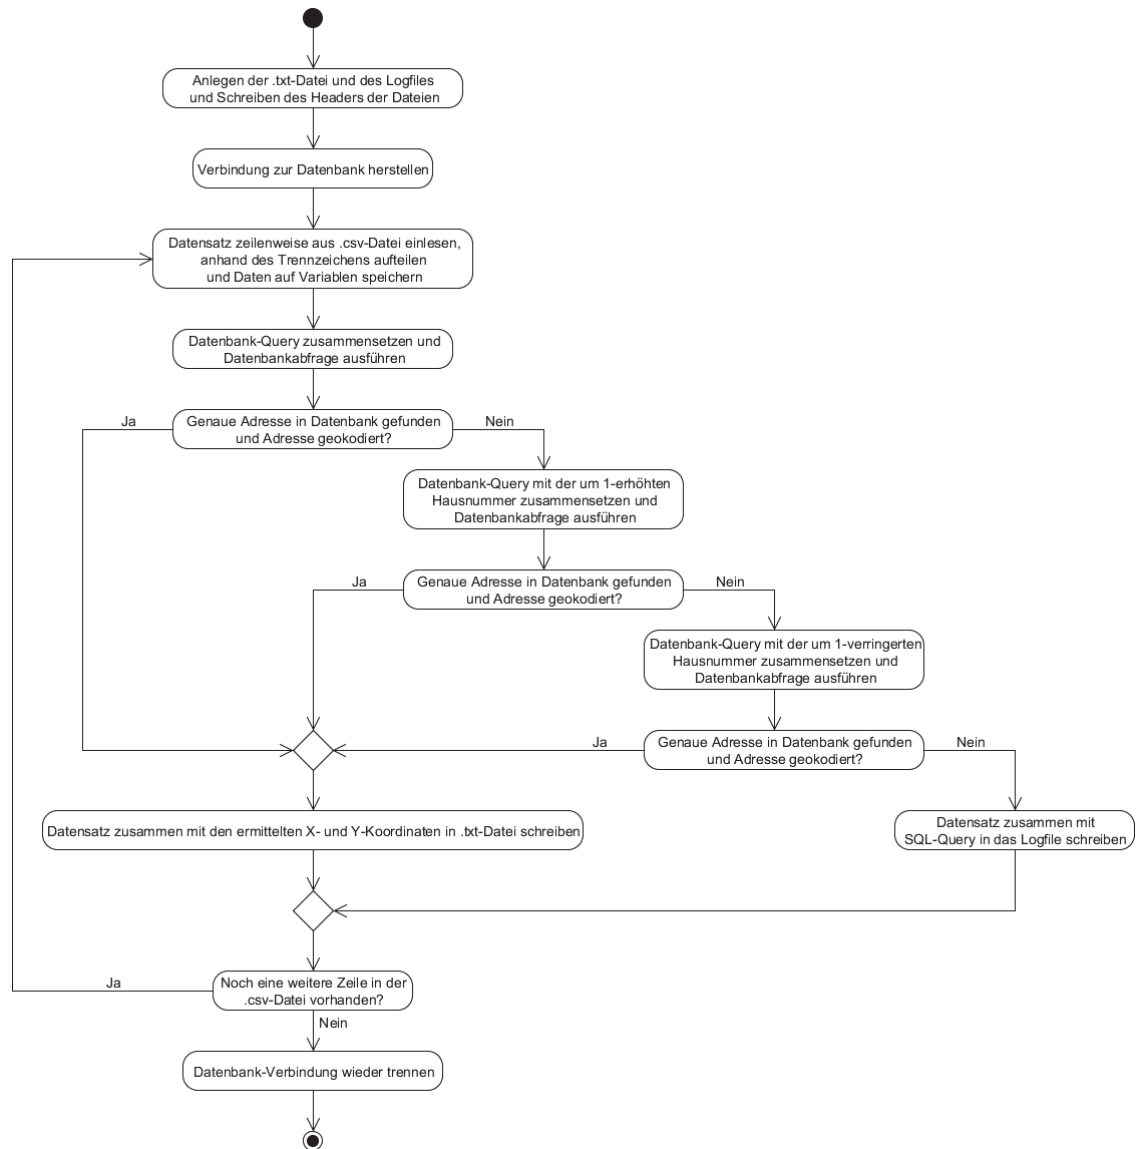 Anlegen der .txt-Datei und des Logfiles
und Schreiben des Headers der Dateien
Verbindung zur Datenbank herstellen
Datensatz zeilenweise aus .csv-Datei einlesen,
anhand des Trennzeichens aufteilen
und Daten auf Variablen speichern
Datenbank-Query zusammensetzen und
Datenbankabfrage ausführen
Ja
Genaue Adresse in Datenbank gefunden
und Adresse geokodiert?
Nein
Datenbank-Query mit der um 1-erhöhten
Hausnummer zusammensetzen und
Datenbankabfrage ausführen
Ja
Genaue Adresse in Datenbank gefunden
und Adresse geokodiert?
Nein
Datenbank-Query mit der um 1-verringerten
Hausnummer zusammensetzen und
Datenbankabfrage ausführen
Ja
Genaue Adresse in Datenbank gefunden
und Adresse geokodiert?
Nein
Datensatz zusammen mit den ermittelten X- und Y-Koordinaten in .txt-Datei schreiben
Datensatz zusammen mit
SQL-Query in das Logfile schreiben
Ja
Noch eine weitere Zeile in der
.csv-Datei vorhanden?
Nein
Datenbank-Verbindung wieder trennen